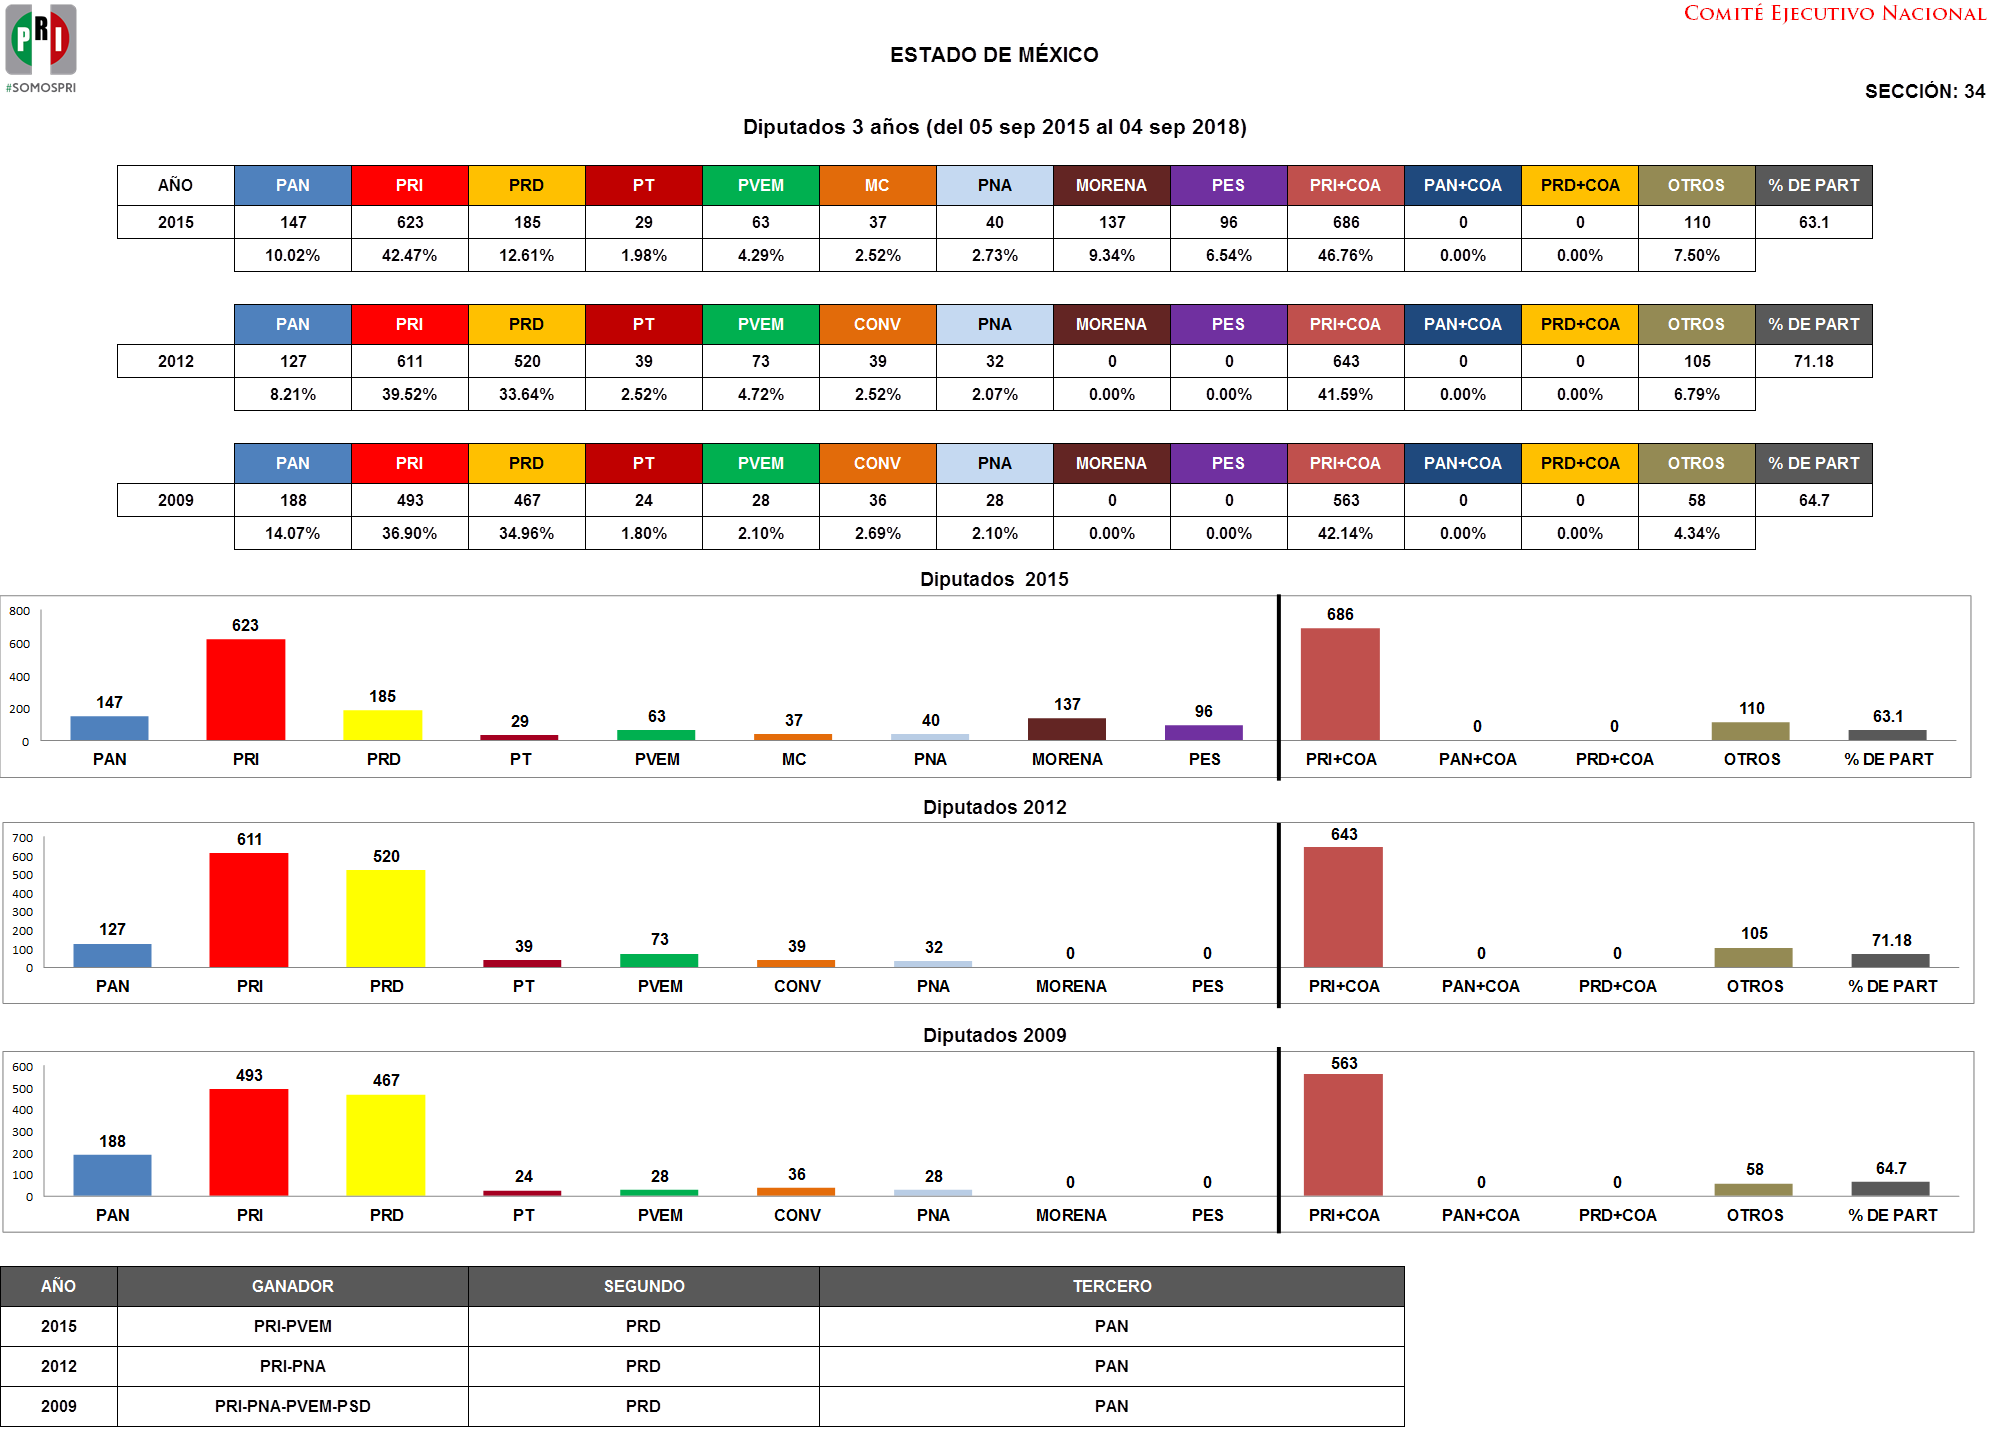 PRI
#SOMOSPRI
COMITÉ EJECUTIVO NACIONAL
ESTADO DE MÉXICO
SECCIÓN: 34
Diputados 3 años (del 05 sep 2015 al 04 sep 2018)
AÑO PAN PRI PRD PT PVEM MC PNA MORENA PES PRI+COA PAN+COA PRD+COA OTROS % DE PART
2015 147 623 185 29 63 37 40 137 96 686 0 0 110 63.1
10.02% 42.47% 12.61% 1.98% 4.29% 2.52% 2.73% 9.34% 6.54% 46.76% 0.00% 0.00% 7.50%
PAN PRI PRD PT PVEM CONV PNA MORENA PES PRI+COA PAN+COA PRD+COA OTROS % DE PART
2012 127 611 520 39 73 39 32 0 0 643 0 0 105 71.18
8.21% 39.52% 33.64% 2.52% 4.72% 2.52% 2.07% 0.00% 0.00% 41.59% 0.00% 0.00% 6.79%
PAN PRI PRD PT PVEM CONV PNA MORENA PES PRI+COA PAN+COA PRD+COA OTROS % DE PART
2009 188 493 467 24 28 36 28 0 0 563 0 0 58 64.7
14.07% 36.90% 34.96% 1.80% 2.10% 2.69% 2.10% 0.00% 0.00% 42.14% 0.00% 0.00% 4.34%
Diputados 2015
800
600
400
200
0
147 623 185 29 63 37 40 137 96 686 0 0 110 63.1
PAN PRI PRD PT PVEM MC PNA MORENA PES PRI+COA PAN+COA PRD+COA OTROS % DE PART
Diputados 2012
700
600
500
400
300
200
100
0
127 611 520 39 73 39 32 0 0 643 0 0 105 71.18
PAN PRI PRD PT PVEM CONV PNA MORENA PES PRI+COA PAN+COA PRD+COA OTROS % DE PART
Diputados 2009
600
500
400
300
200
100
0
188 493 467 24 28 36 28 0 0 563 0 0 58 64.7
PAN PRI PRD PT PVEM CONV PNA MORENA PES PRI+COA PAN+COA PRD+COA OTROS % DE PART
AÑO GANADOR SEGUNDO TERCERO
2015 PRI-PVEM PRD PAN
2012 PRI-PNA PRD PAN
2009 PRI-PNA-PVEM-PSD PRD PAN